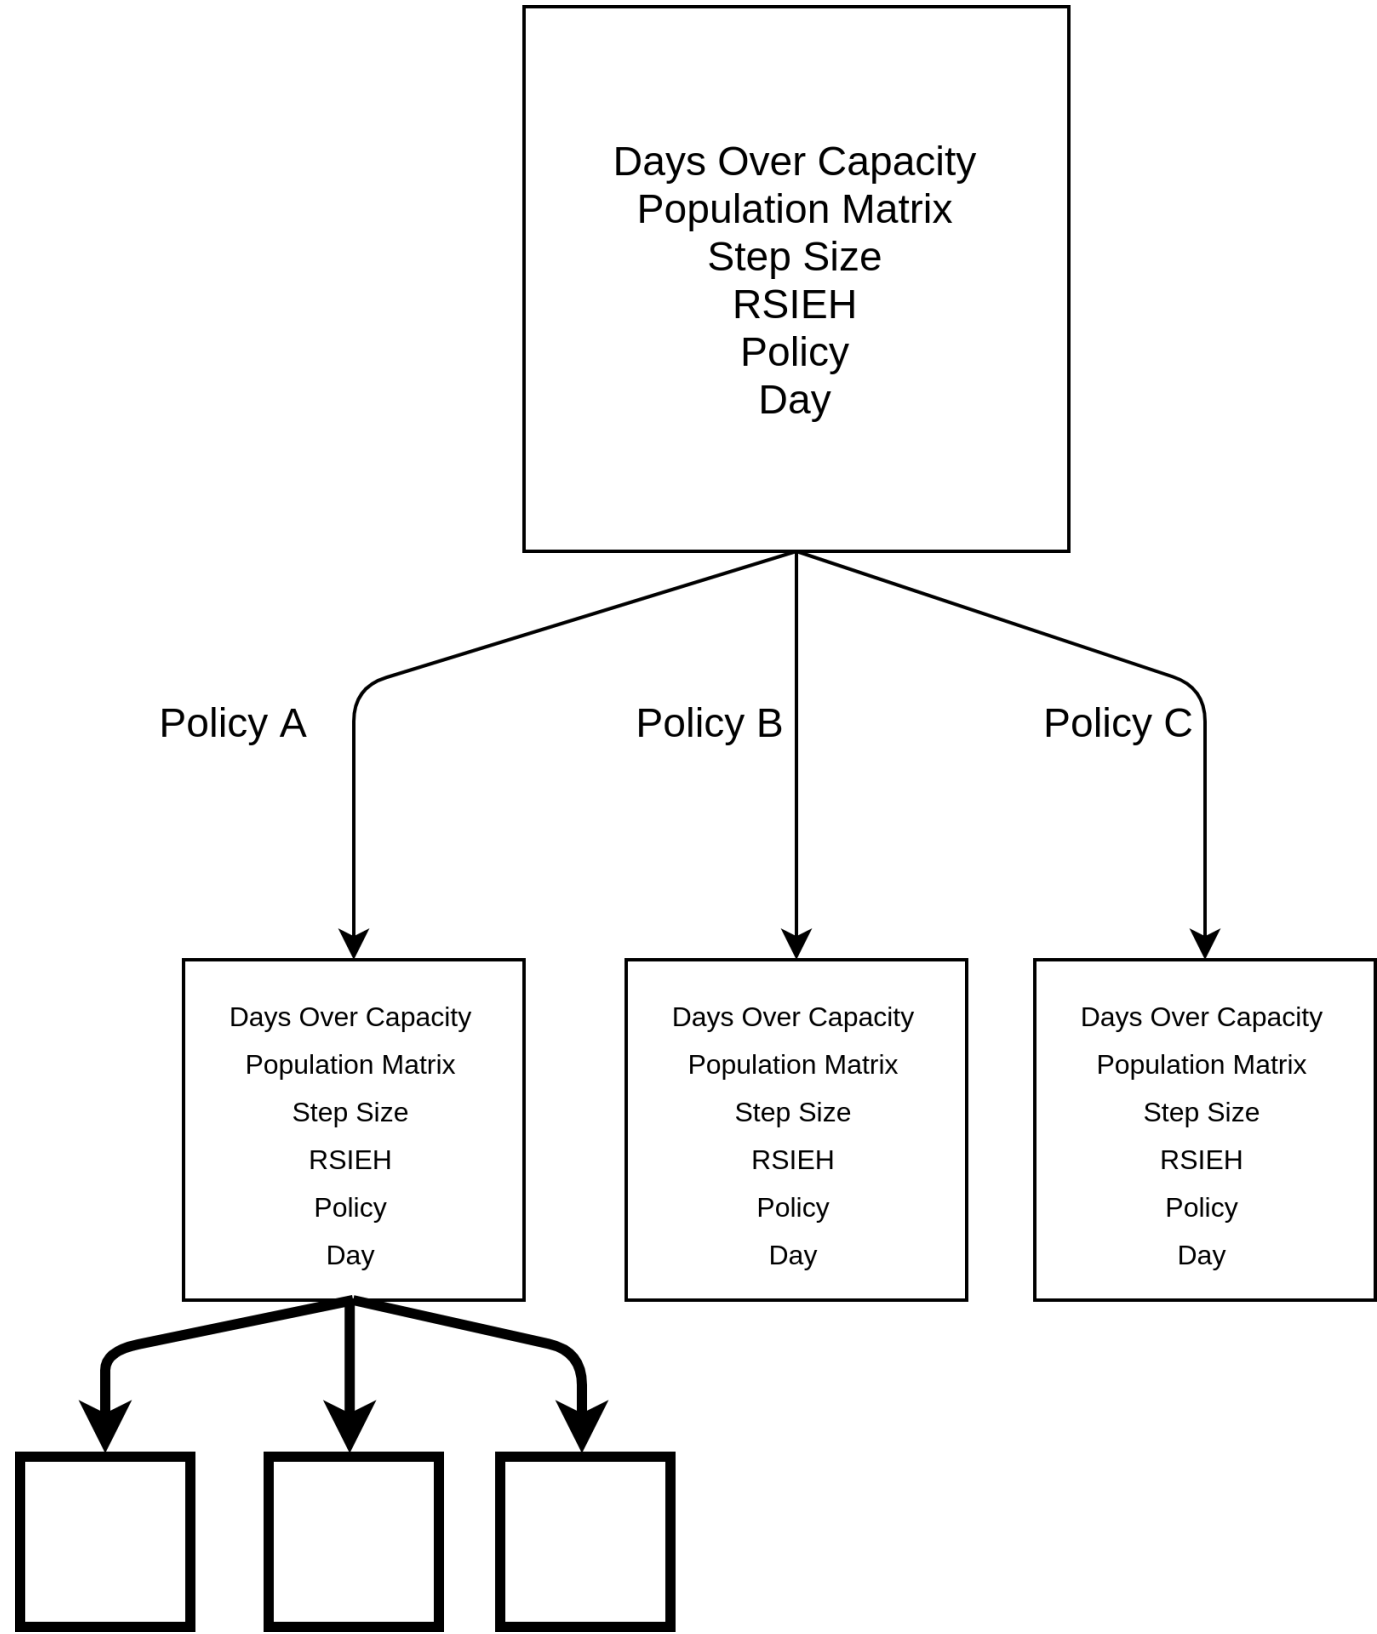 Days Over Capacity
Population Matrix
Step Size
RSIEH
Policy
Day
Policy A
Policy B
Policy C
Days Over Capacity
Population Matrix
Step Size
RSIEH
Policy
Day
Days Over Capacity
Population Matrix
Step Size
RSIEH
Policy
Day
Days Over Capacity
Population Matrix
Step Size
RSIEH
Policy
Day